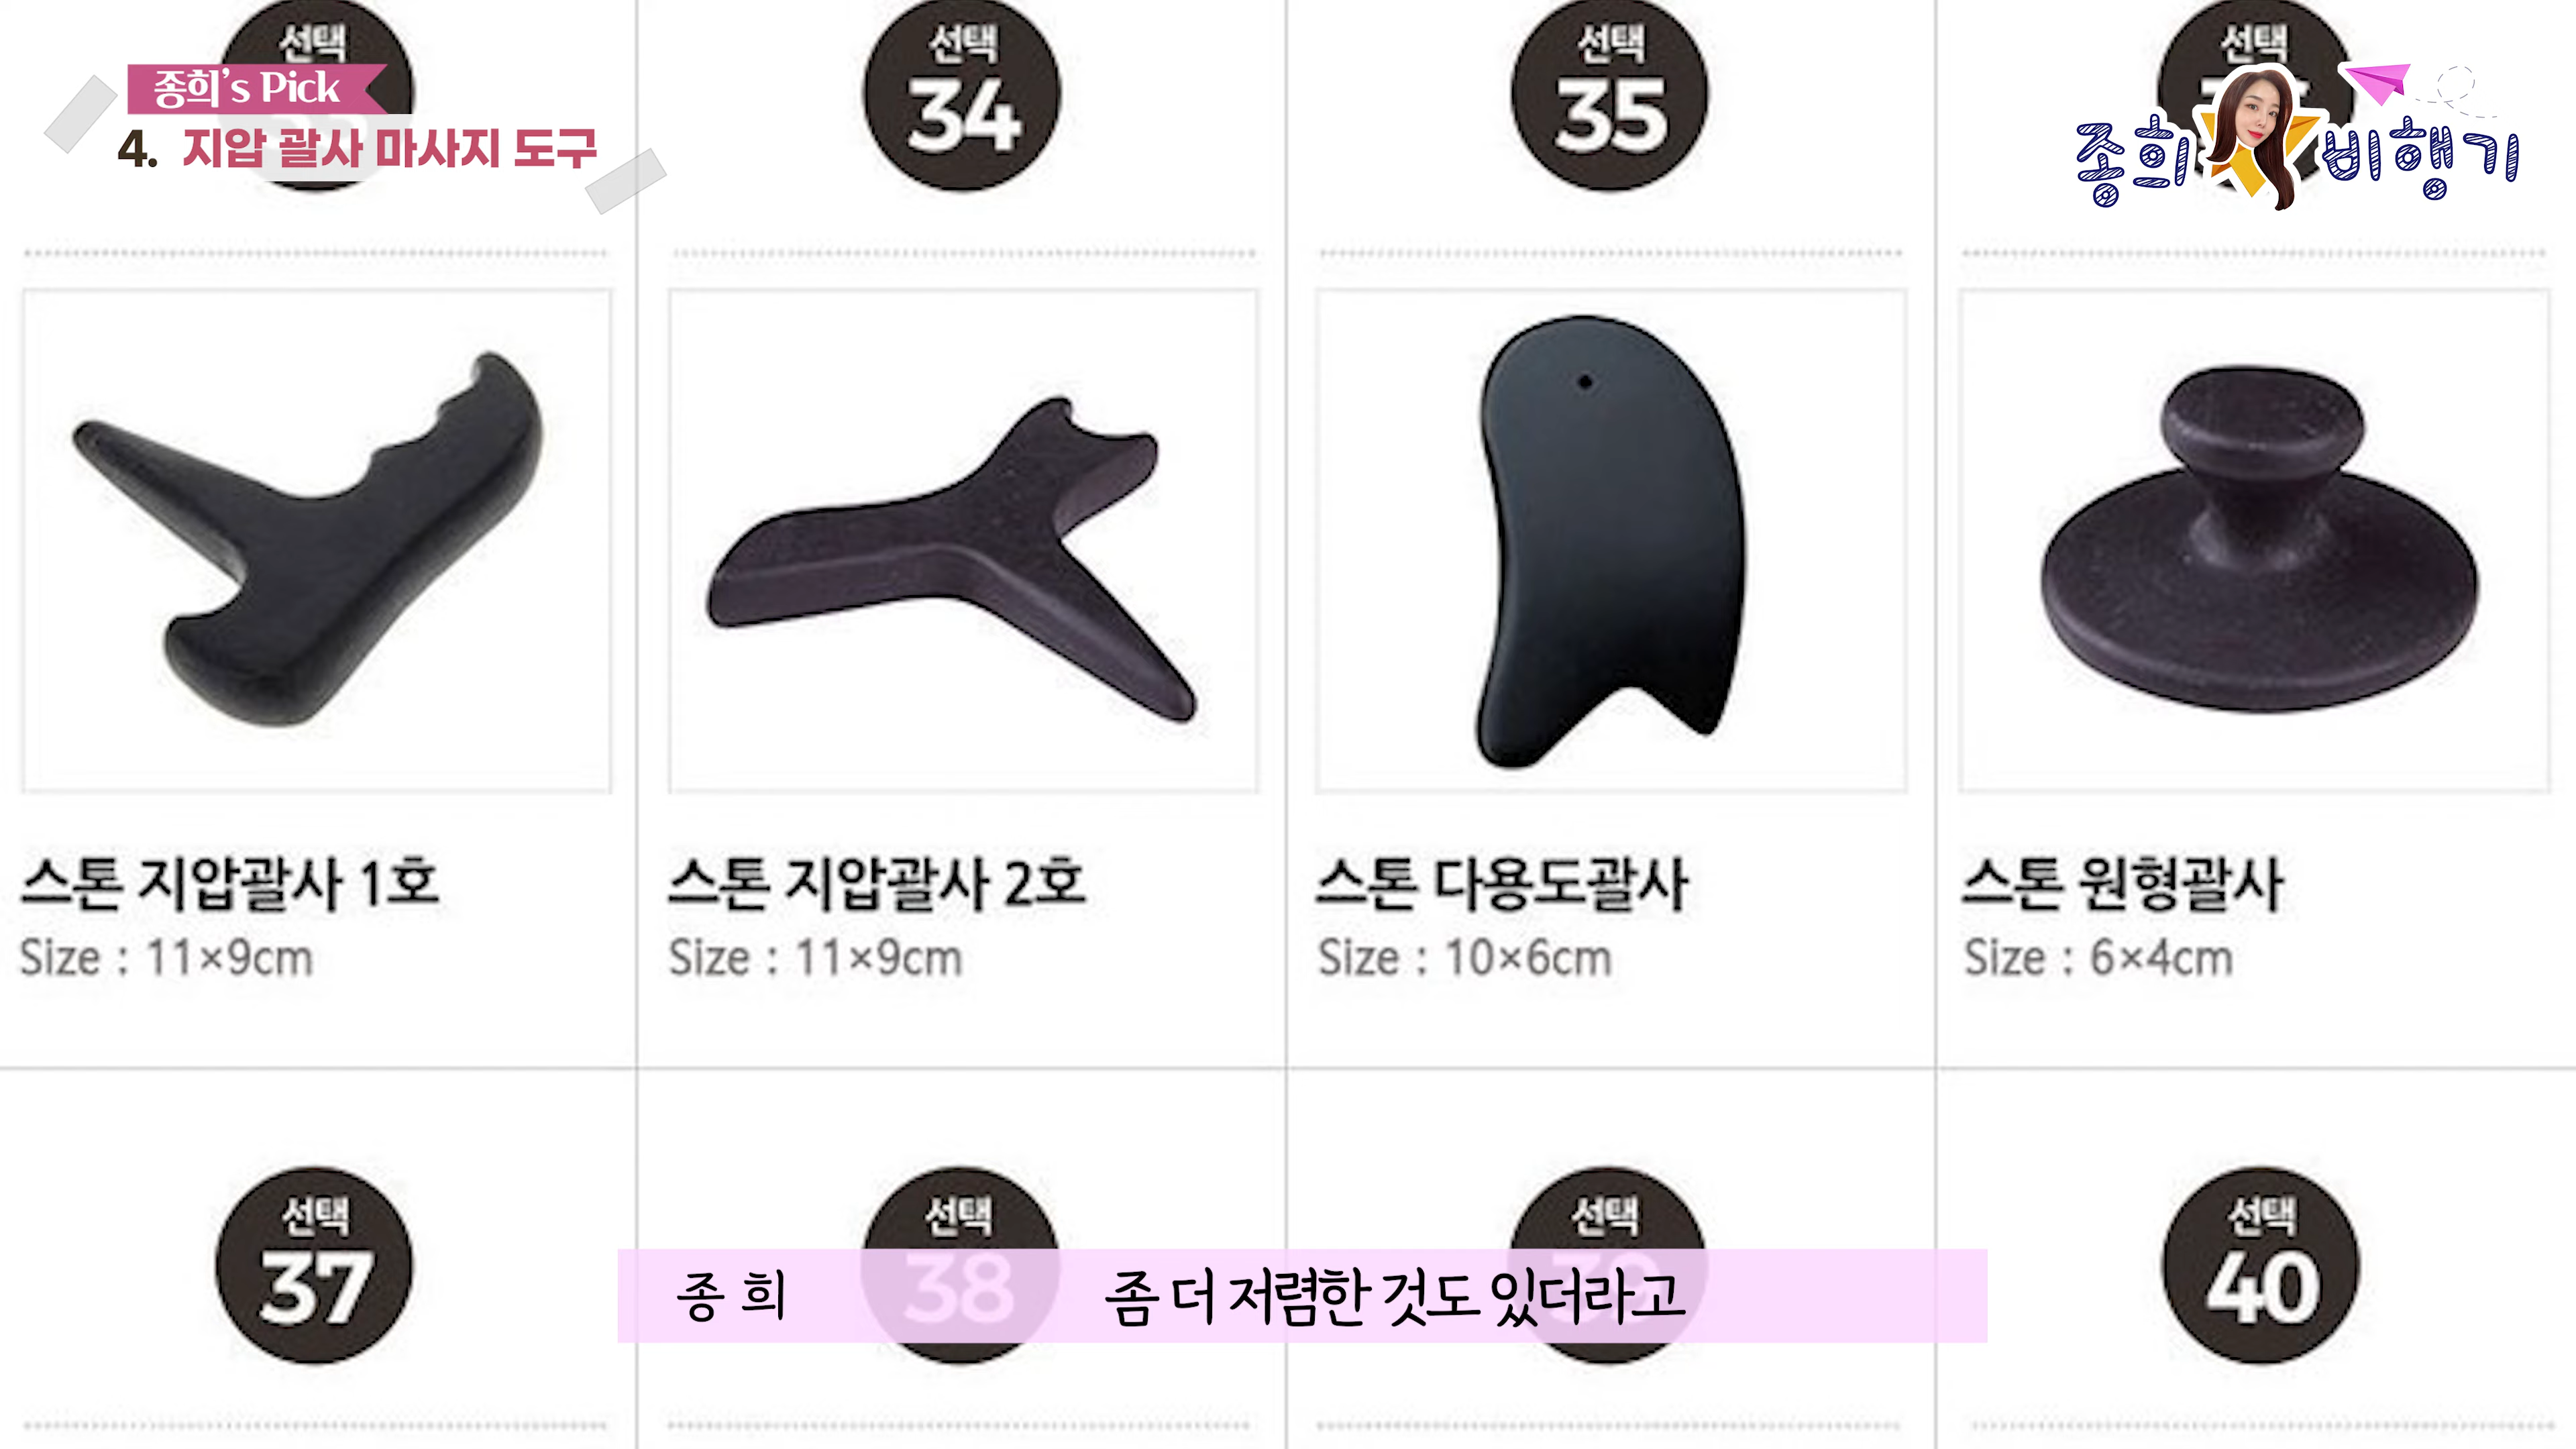 선택
종희's Pick
4. 지압 괄사 마사지 도구
선택
34
선택
35
선택
종희 비행기
스톤 지압괄사 1호
Size : 11×9cm
스톤 지압괄사 2호
Size : 11×9cm
스톤 다용도괄사
Size : 10×6cm
스톤 원형괄사
Size : 6×4cm
선택
37
선택
38
선택
39
선택
40
종희 좀 더 저렴한 것도 있더라고